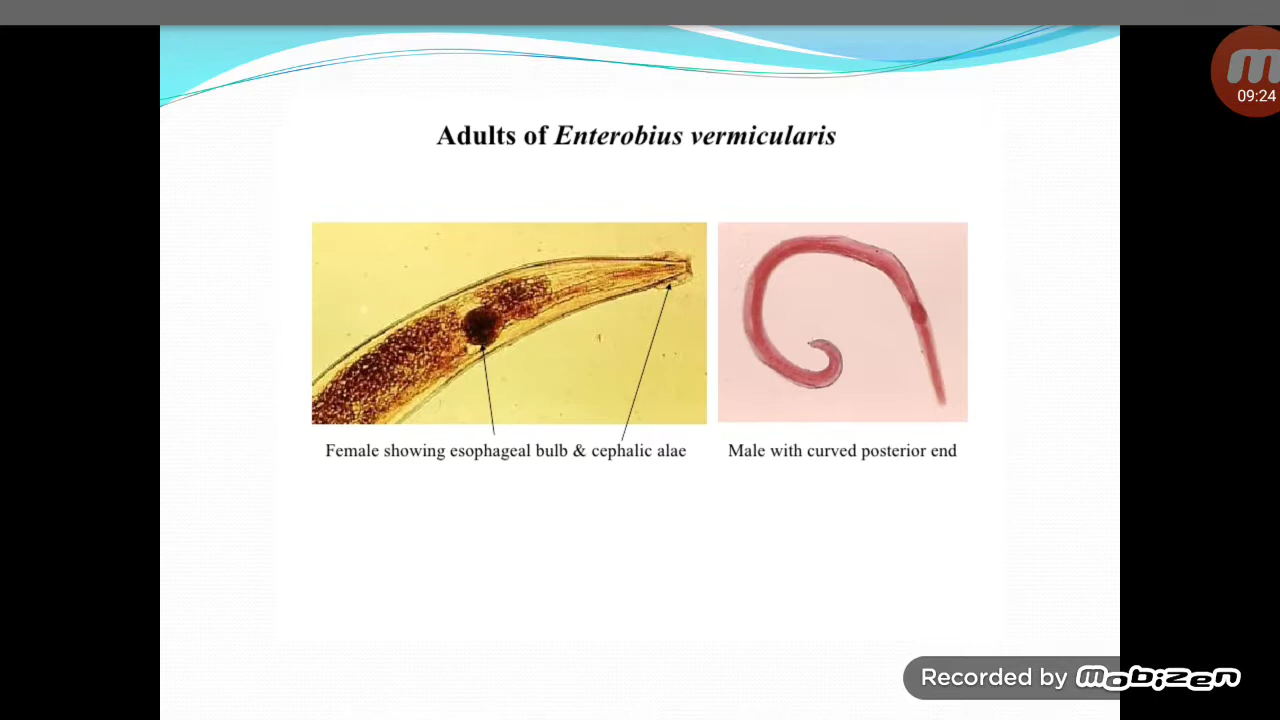 Adults of Enterobius vermicularis
09:24
Female showing esophageal bulb & cephalic alae
Male with curved posterior end
Recorded by mobizen